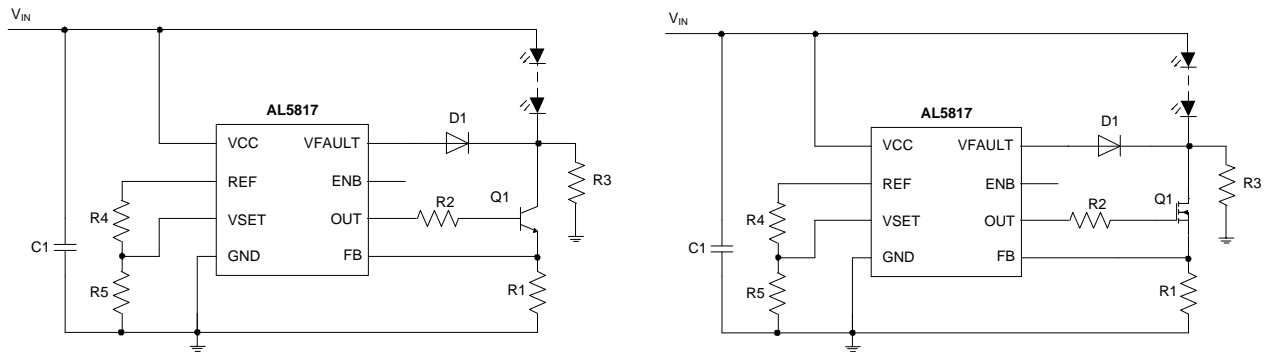 VIN
AL5817
D1
VCC VFAULT
REF ENB
R3
R2 Q1
R4
VSET OUT
C1
GND FB
R5
R1
VIN
AL5817
D1
VCC VFAULT
REF ENB
R3
R2 Q1
R4
VSET OUT
C1
GND FB
R5
R1